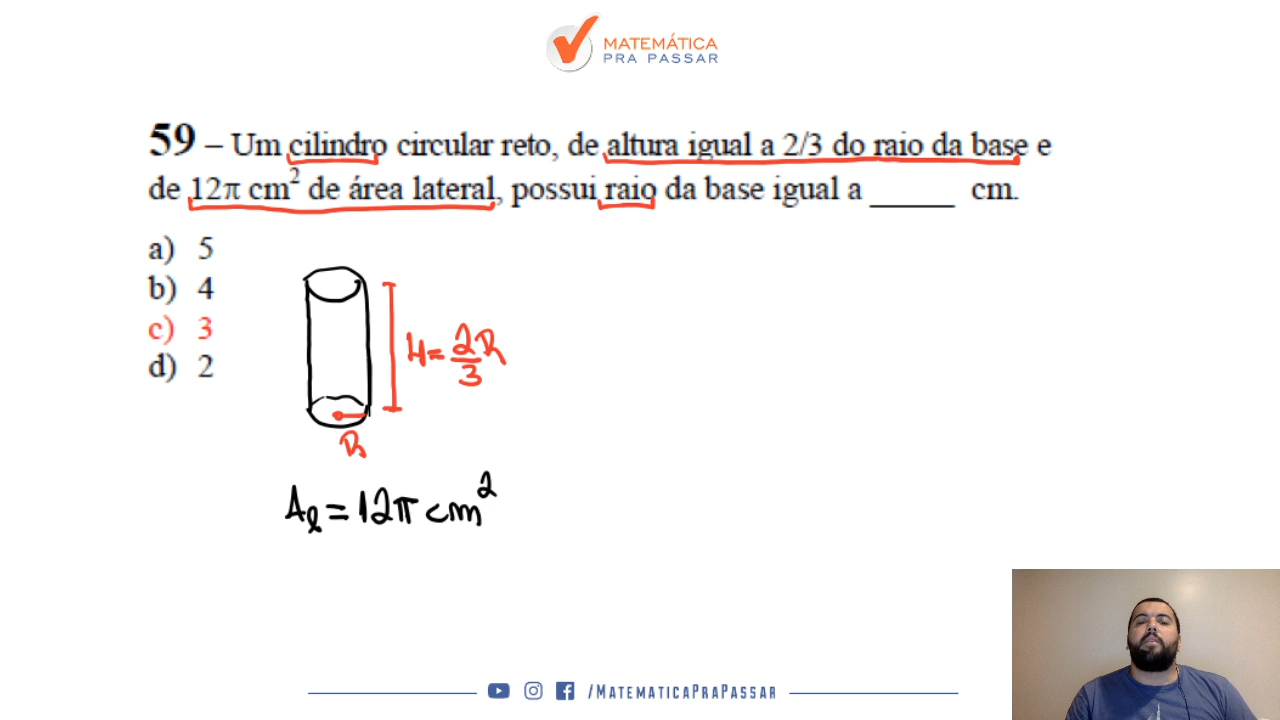 MATEMÁTICA
PRA PASSAR
59 – Um cilindro circular reto, de altura igual a 2/3 do raio da base e
de 12π cm² de área lateral, possui raio da base igual a ______ cm.
a) 5
b) 4
c) 3
d) 2
H = 2R/3
R
Aℓ = 12π cm²
/MATEMATICAPRAPASSAR